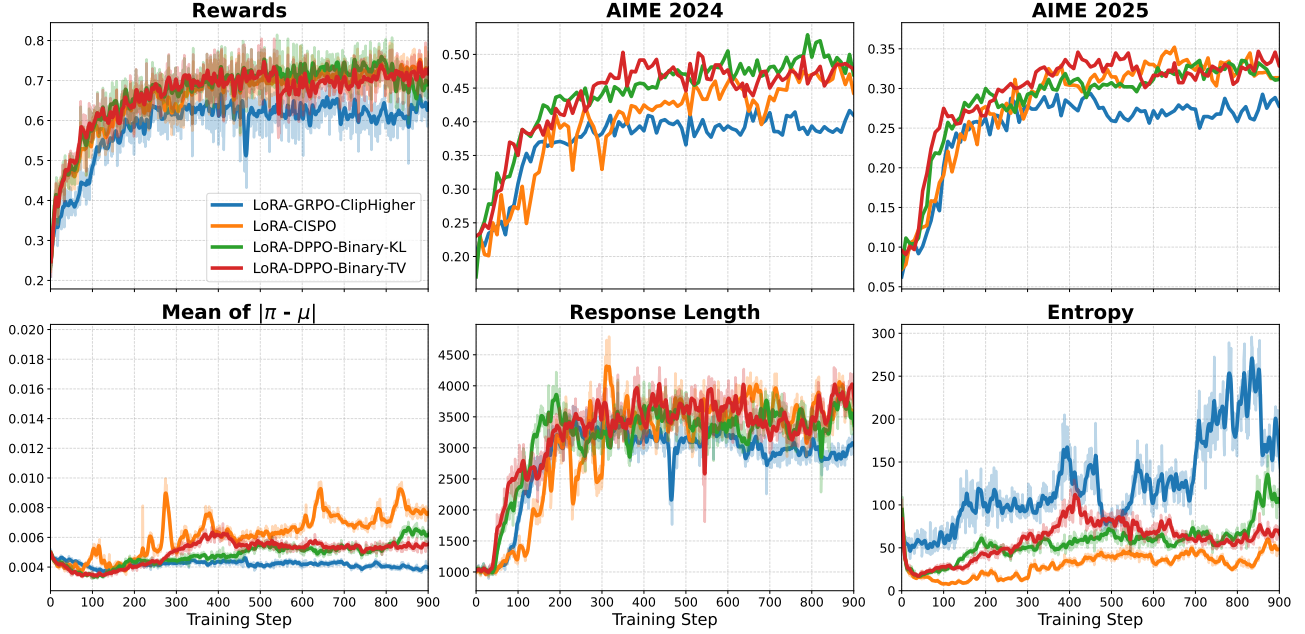 Rewards
0.8
0.7
0.6
0.5
0.4
0.3
0.2
LoRA-GRPO-ClipHigher
LoRA-CISPO
LoRA-DPPO-Binary-KL
LoRA-DPPO-Binary-TV
AIME 2024
0.50
0.45
0.40
0.35
0.30
0.25
0.20
AIME 2025
0.35
0.30
0.25
0.20
0.15
0.10
0.05
Mean of |π - μ|
0.020
0.018
0.016
0.014
0.012
0.010
0.008
0.006
0.004
0 100 200 300 400 500 600 700 800 900
Training Step
Response Length
4500
4000
3500
3000
2500
2000
1500
1000
0 100 200 300 400 500 600 700 800 900
Training Step
Entropy
300
250
200
150
100
50
0
0 100 200 300 400 500 600 700 800 900
Training Step